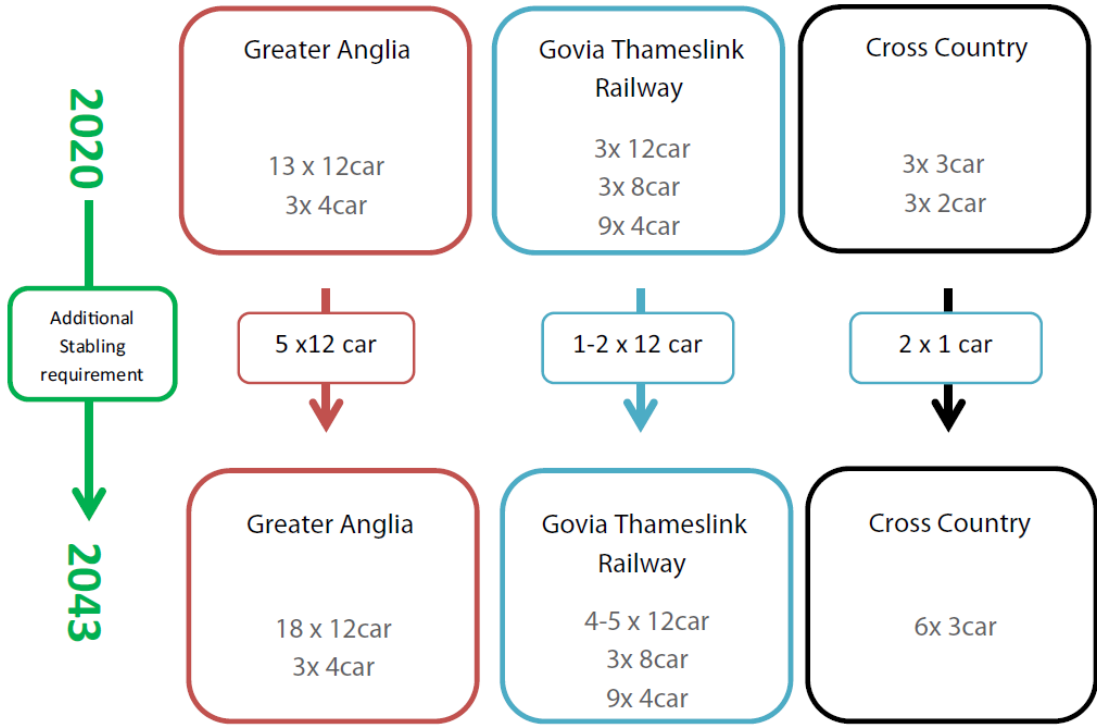 2020
Greater Anglia
13 x 12car
3x 4car
Govia Thameslink
Railway
3x 12car
3x 8car
9x 4car
Cross Country
3x 3car
3x 2car
Additional
Stabling
requirement
5 x12 car
1-2 x 12 car
2 x 1 car
2043
Greater Anglia
18 x 12car
3x 4car
Govia Thameslink
Railway
4-5 x 12car
3x 8car
9x 4car
Cross Country
6x 3car